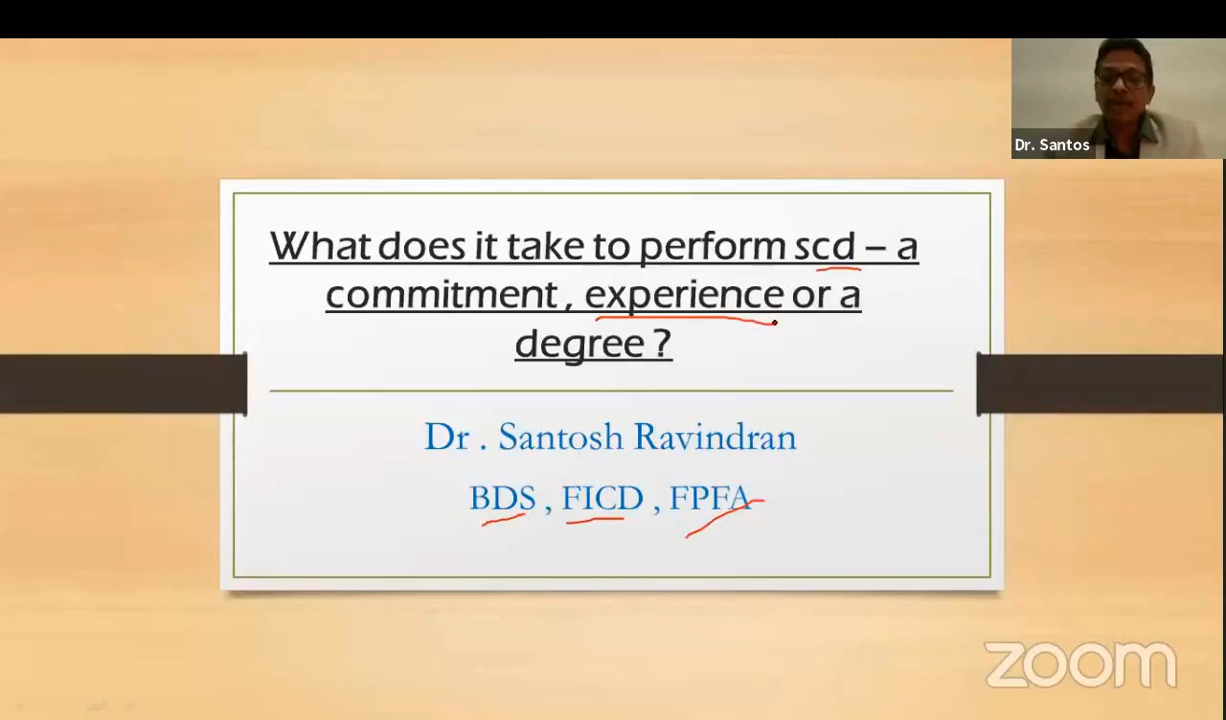 Dr. Santos
What does it take to perform scd – a
commitment , experience or a
degree ?
Dr . Santosh Ravindran
BDS , FICD , FPFA
zoom